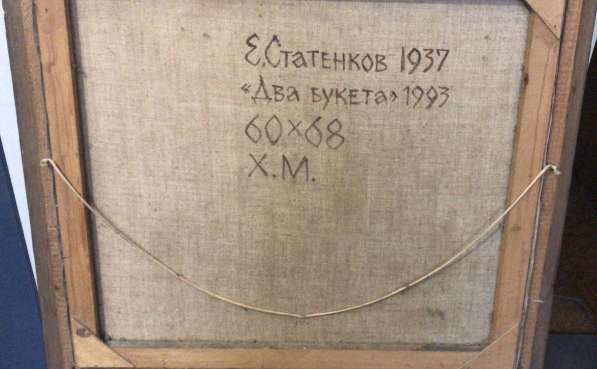 Е. Статенков 1937
«Два букета» 1993
60×68
Х.М.